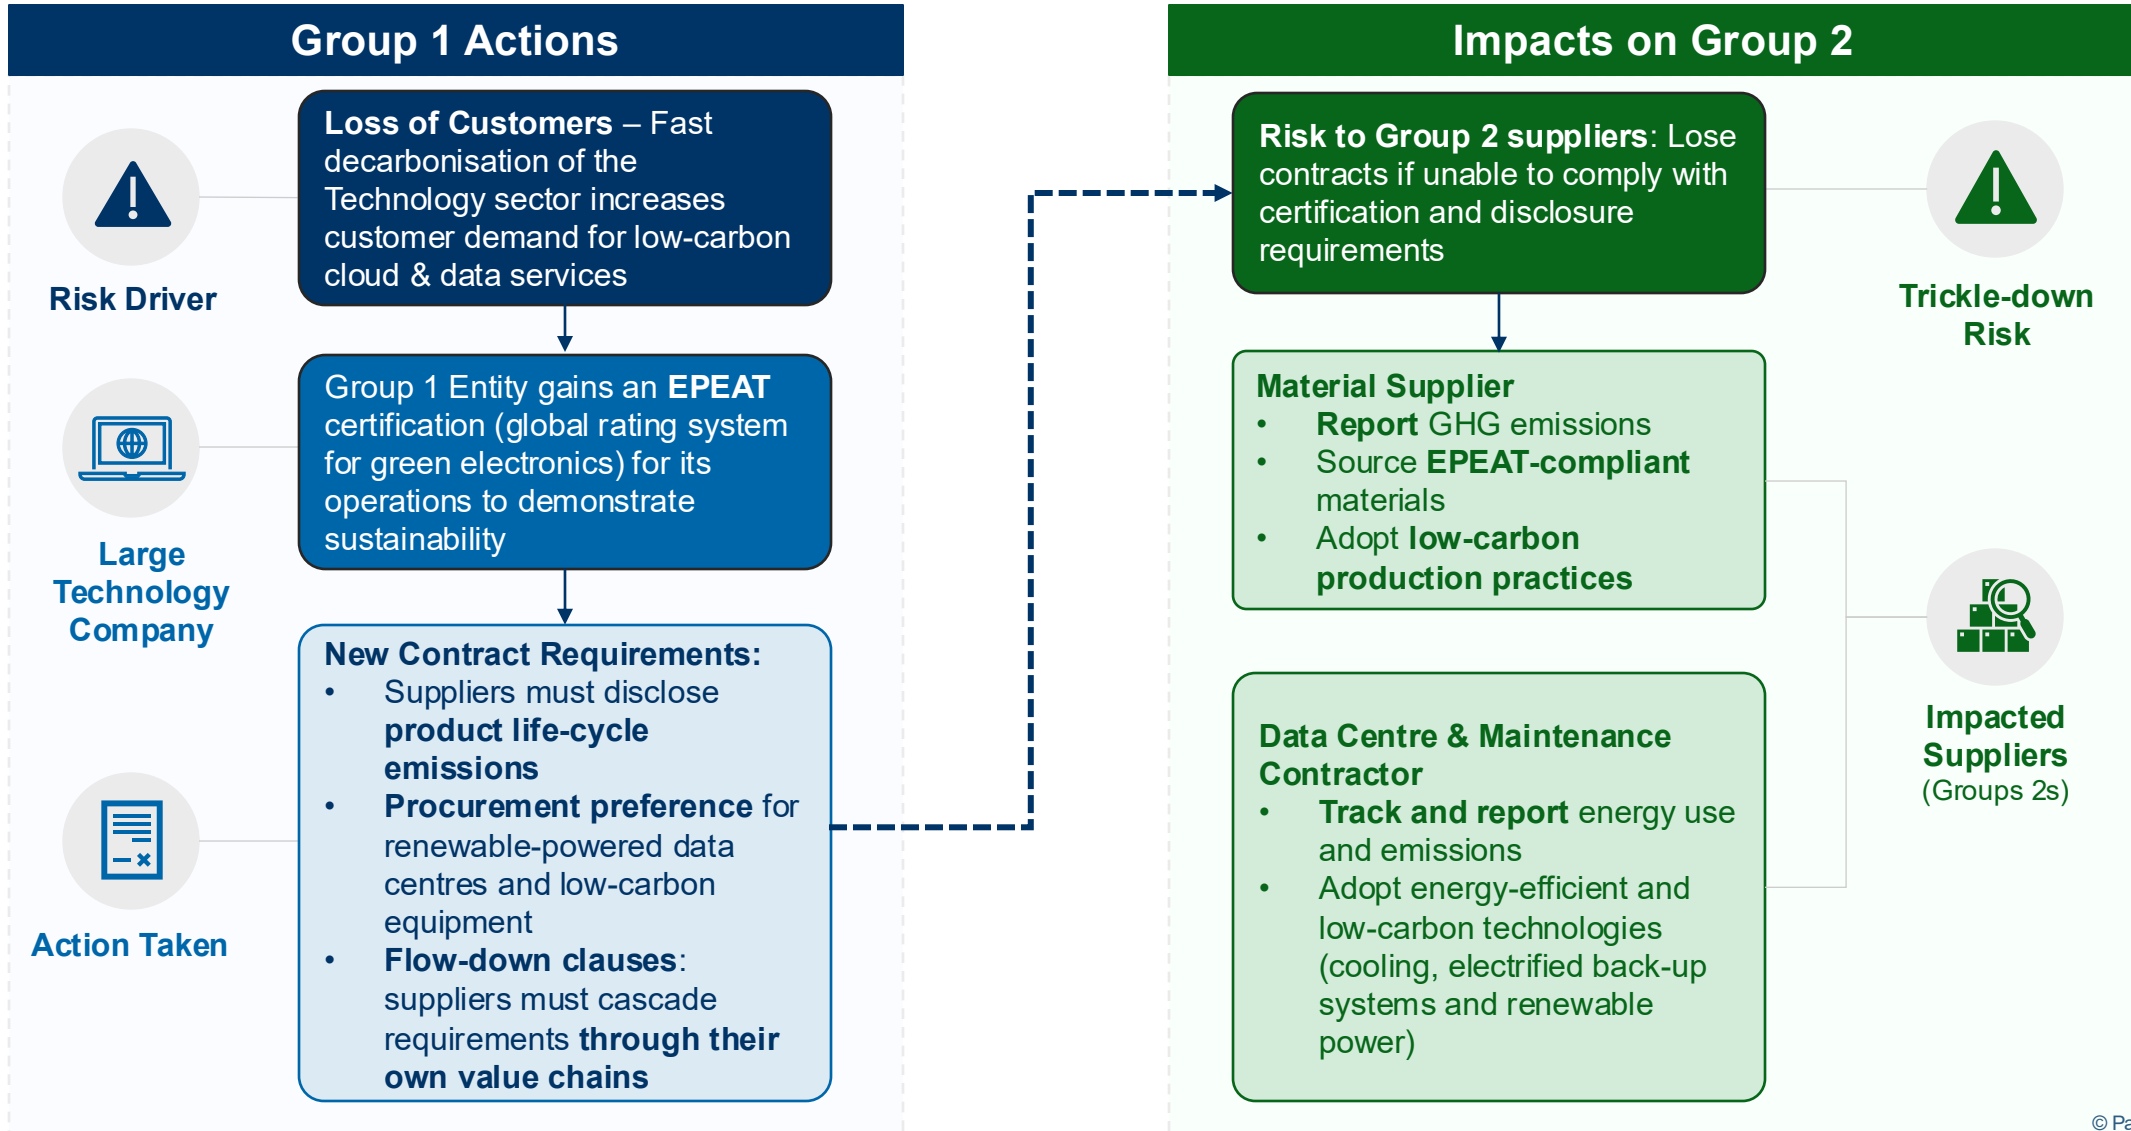 Group 1 Actions
Risk Driver
Loss of Customers – Fast
decarbonisation of the
Technology sector increases
customer demand for low-carbon
cloud & data services
Large
Technology
Company
Group 1 Entity gains an EPEAT
certification (global rating system
for green electronics) for its
operations to demonstrate
sustainability
Action Taken
New Contract Requirements:
• Suppliers must disclose
product life-cycle
emissions
• Procurement preference for
renewable-powered data
centres and low-carbon
equipment
• Flow-down clauses:
suppliers must cascade
requirements through their
own value chains
Impacts on Group 2
Risk to Group 2 suppliers: Lose
contracts if unable to comply with
certification and disclosure
requirements
Trickle-down
Risk
Material Supplier
• Report GHG emissions
• Source EPEAT-compliant
materials
• Adopt low-carbon
production practices
Data Centre & Maintenance
Contractor
• Track and report energy use
and emissions
• Adopt energy-efficient and
low-carbon technologies
(cooling, electrified back-up
systems and renewable
power)
Impacted
Suppliers
(Groups 2s)
©